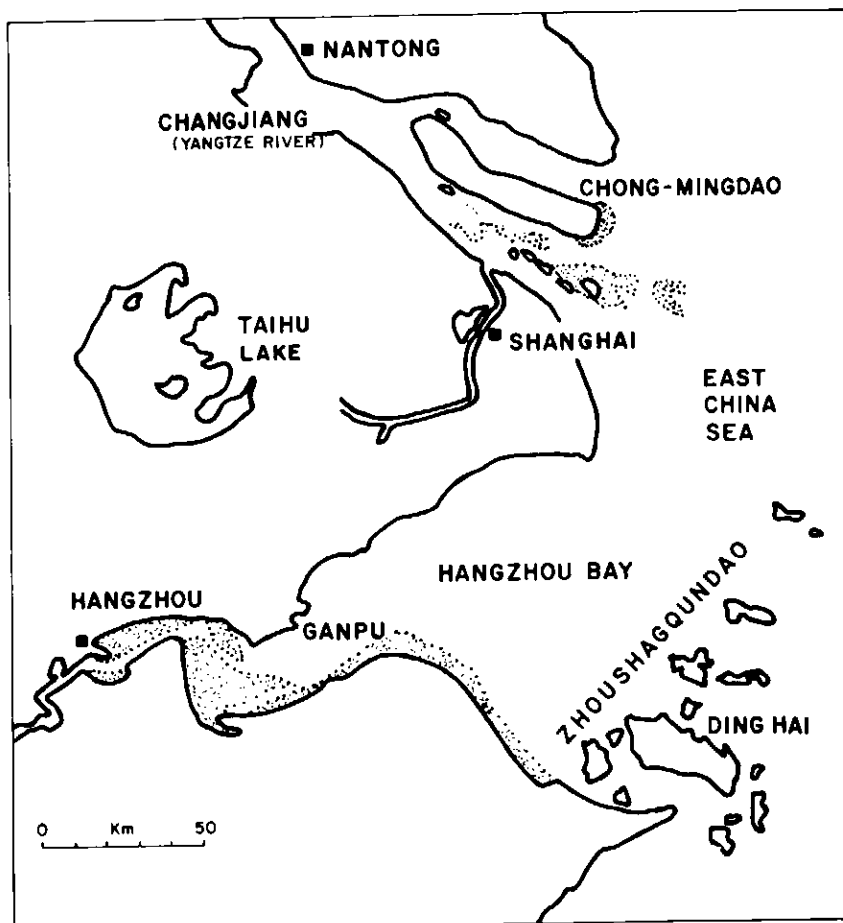 NANTONG
CHANGJIANG
(YANGTZE RIVER)
CHONG-MINGDAO
TAIHU
LAKE
SHANGHAI
EAST
CHINA
SEA
HANGZHOU BAY
HANGZHOU
GANPU
ZHOUSHAGQUNDAO
DING HAI
0 Km 50